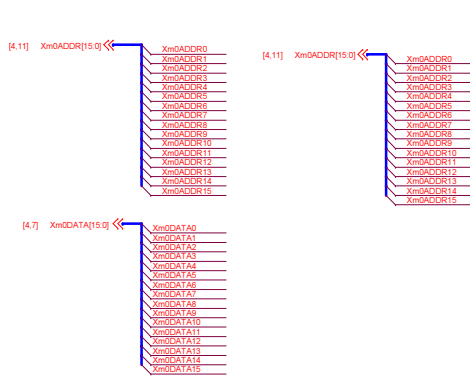 [4,11] Xm0ADDR[15:0]
Xm0ADDR0
Xm0ADDR1
Xm0ADDR2
Xm0ADDR3
Xm0ADDR4
Xm0ADDR5
Xm0ADDR6
Xm0ADDR7
Xm0ADDR8
Xm0ADDR9
Xm0ADDR10
Xm0ADDR11
Xm0ADDR12
Xm0ADDR13
Xm0ADDR14
Xm0ADDR15
[4,11] Xm0ADDR[15:0]
Xm0ADDR0
Xm0ADDR1
Xm0ADDR2
Xm0ADDR3
Xm0ADDR4
Xm0ADDR5
Xm0ADDR6
Xm0ADDR7
Xm0ADDR8
Xm0ADDR9
Xm0ADDR10
Xm0ADDR11
Xm0ADDR12
Xm0ADDR13
Xm0ADDR14
Xm0ADDR15
[4,7] Xm0DATA[15:0]
Xm0DATA0
Xm0DATA1
Xm0DATA2
Xm0DATA3
Xm0DATA4
Xm0DATA5
Xm0DATA6
Xm0DATA7
Xm0DATA8
Xm0DATA9
Xm0DATA10
Xm0DATA11
Xm0DATA12
Xm0DATA13
Xm0DATA14
Xm0DATA15